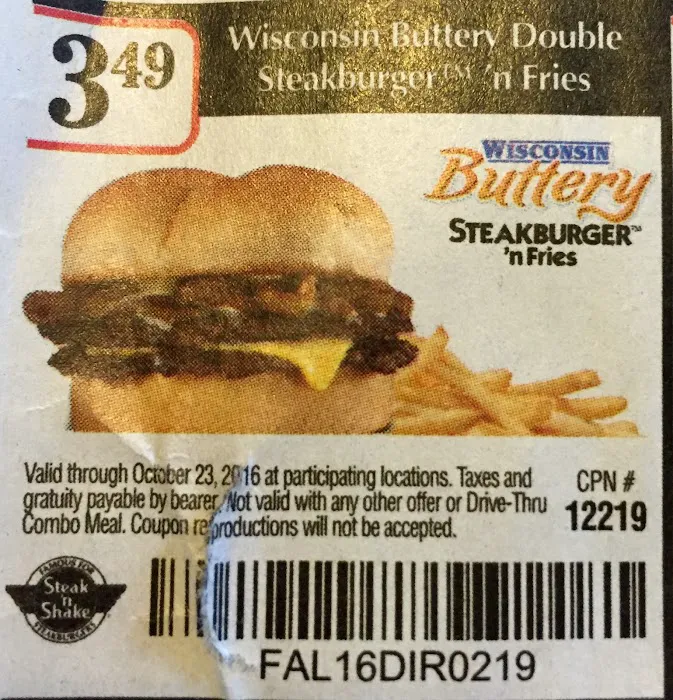 3.49
Wisconsin Buttery Double
Steakburger™ 'n Fries
WISCONSIN
Buttery
STEAKBURGER™
'n Fries
Valid through October 23, 2016 at participating locations. Taxes and
gratuity payable by bearer. Not valid with any other offer or Drive-Thru
Combo Meal. Coupon reproductions will not be accepted.
CPN #
12219
FAMOUS FOR
Steak
'n
Shake
STEAKBURGERS
FAL16DIR0219